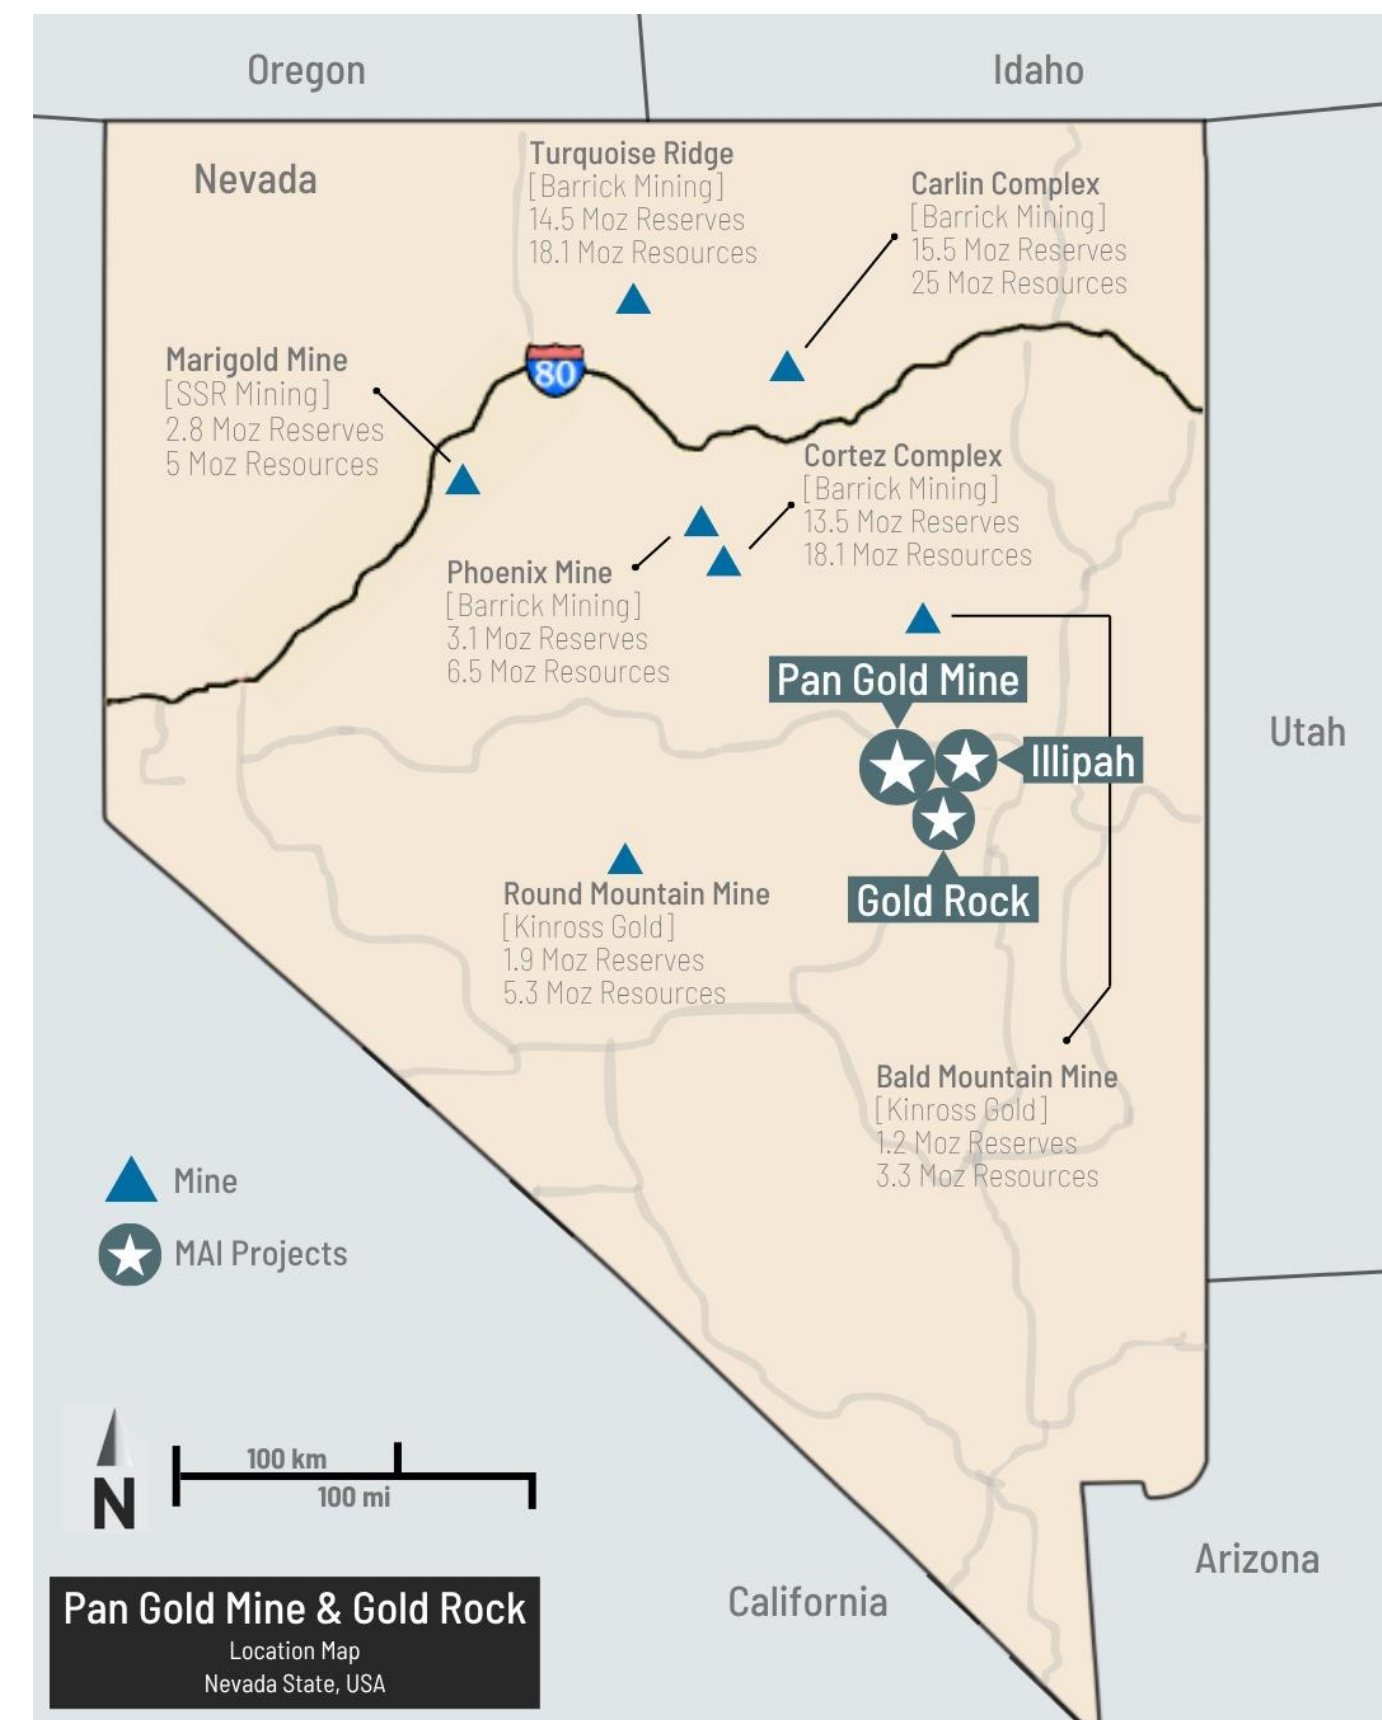 Oregon
Idaho
Nevada
Turquoise Ridge
[Barrick Mining]
14.5 Moz Reserves
18.1 Moz Resources
Carlin Complex
[Barrick Mining]
15.5 Moz Reserves
25 Moz Resources
80
Marigold Mine
[SSR Mining]
2.8 Moz Reserves
5 Moz Resources
Cortez Complex
[Barrick Mining]
13.5 Moz Reserves
18.1 Moz Resources
Phoenix Mine
[Barrick Mining]
3.1 Moz Reserves
6.5 Moz Resources
Pan Gold Mine
Illipah
Gold Rock
Utah
Round Mountain Mine
[Kinross Gold]
1.9 Moz Reserves
5.3 Moz Resources
Bald Mountain Mine
[Kinross Gold]
1.2 Moz Reserves
3.3 Moz Resources
Mine
MAI Projects
N
100 km
100 mi
Pan Gold Mine & Gold Rock
Location Map
Nevada State, USA
California
Arizona